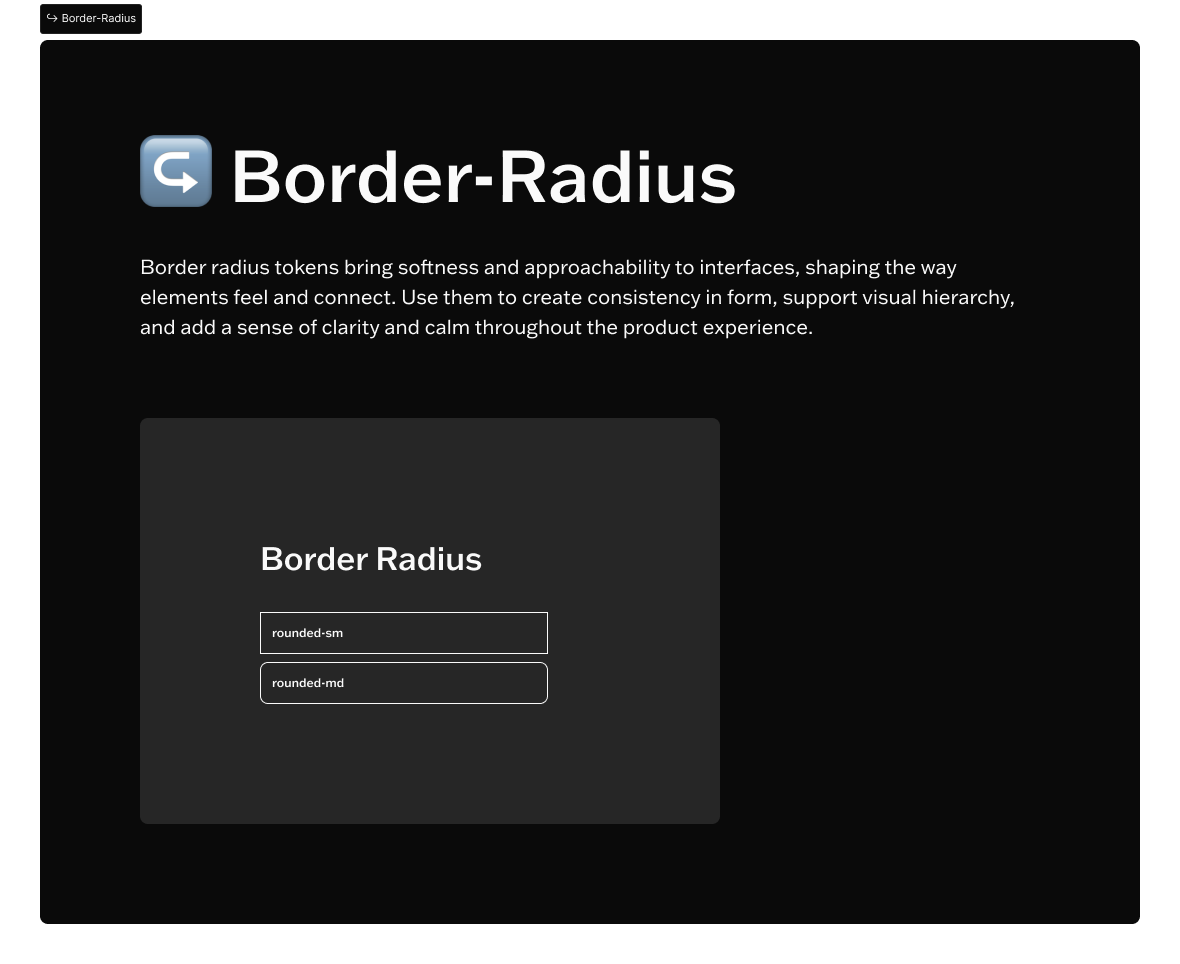 ↪ Border-Radius
↪ Border-Radius
Border radius tokens bring softness and approachability to interfaces, shaping the way
elements feel and connect. Use them to create consistency in form, support visual hierarchy,
and add a sense of clarity and calm throughout the product experience.
Border Radius
rounded-sm
rounded-md